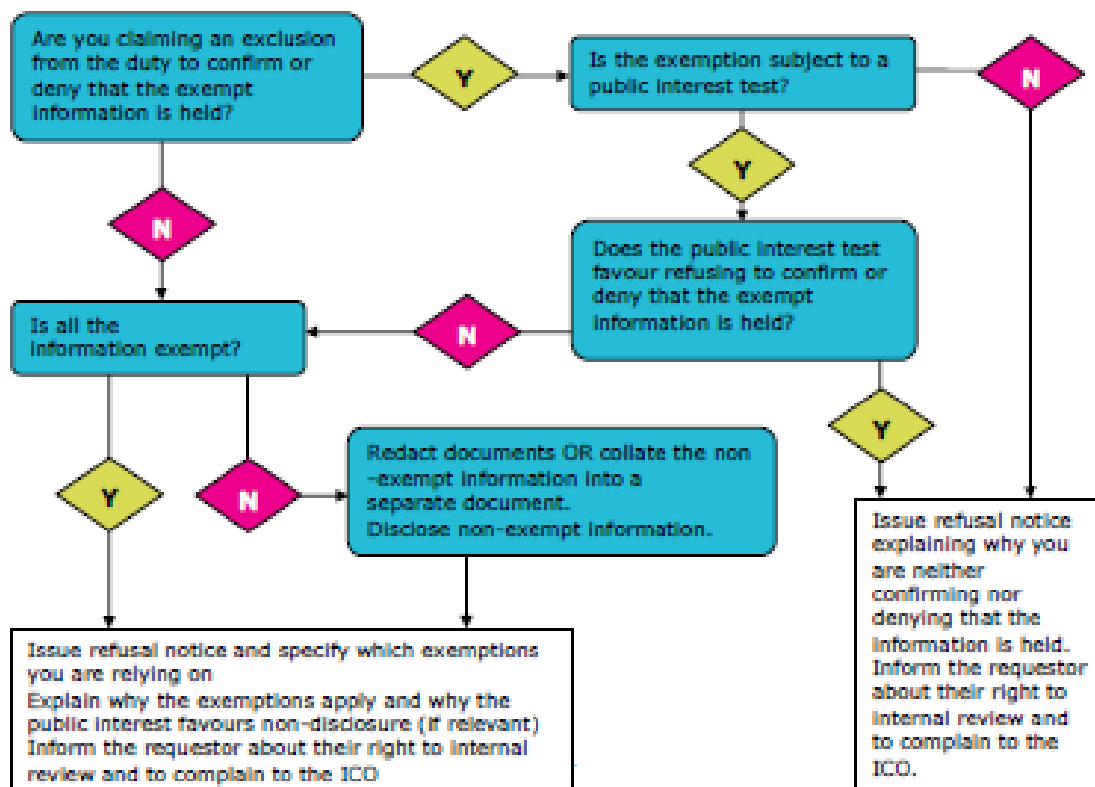 Are you claiming an exclusion
from the duty to confirm or
deny that the exempt
information is held?
Y
Is the exemption subject to a
public interest test?
N
Y
N
Does the public interest test
favour refusing to confirm or
deny that the exempt
information is held?
N
Is all the
information exempt?
Y
Y
N
Redact documents OR collate the non
-exempt information into a
separate document.
Disclose non-exempt information.
Issue refusal notice
explaining why you
are neither
confirming nor
denying that the
information is held.
Inform the requestor
about their right to
internal review and
to complain to the
ICO.
Issue refusal notice and specify which exemptions
you are relying on
Explain why the exemptions apply and why the
public interest favours non-disclosure (if relevant)
Inform the requestor about their right to internal
review and to complain to the ICO